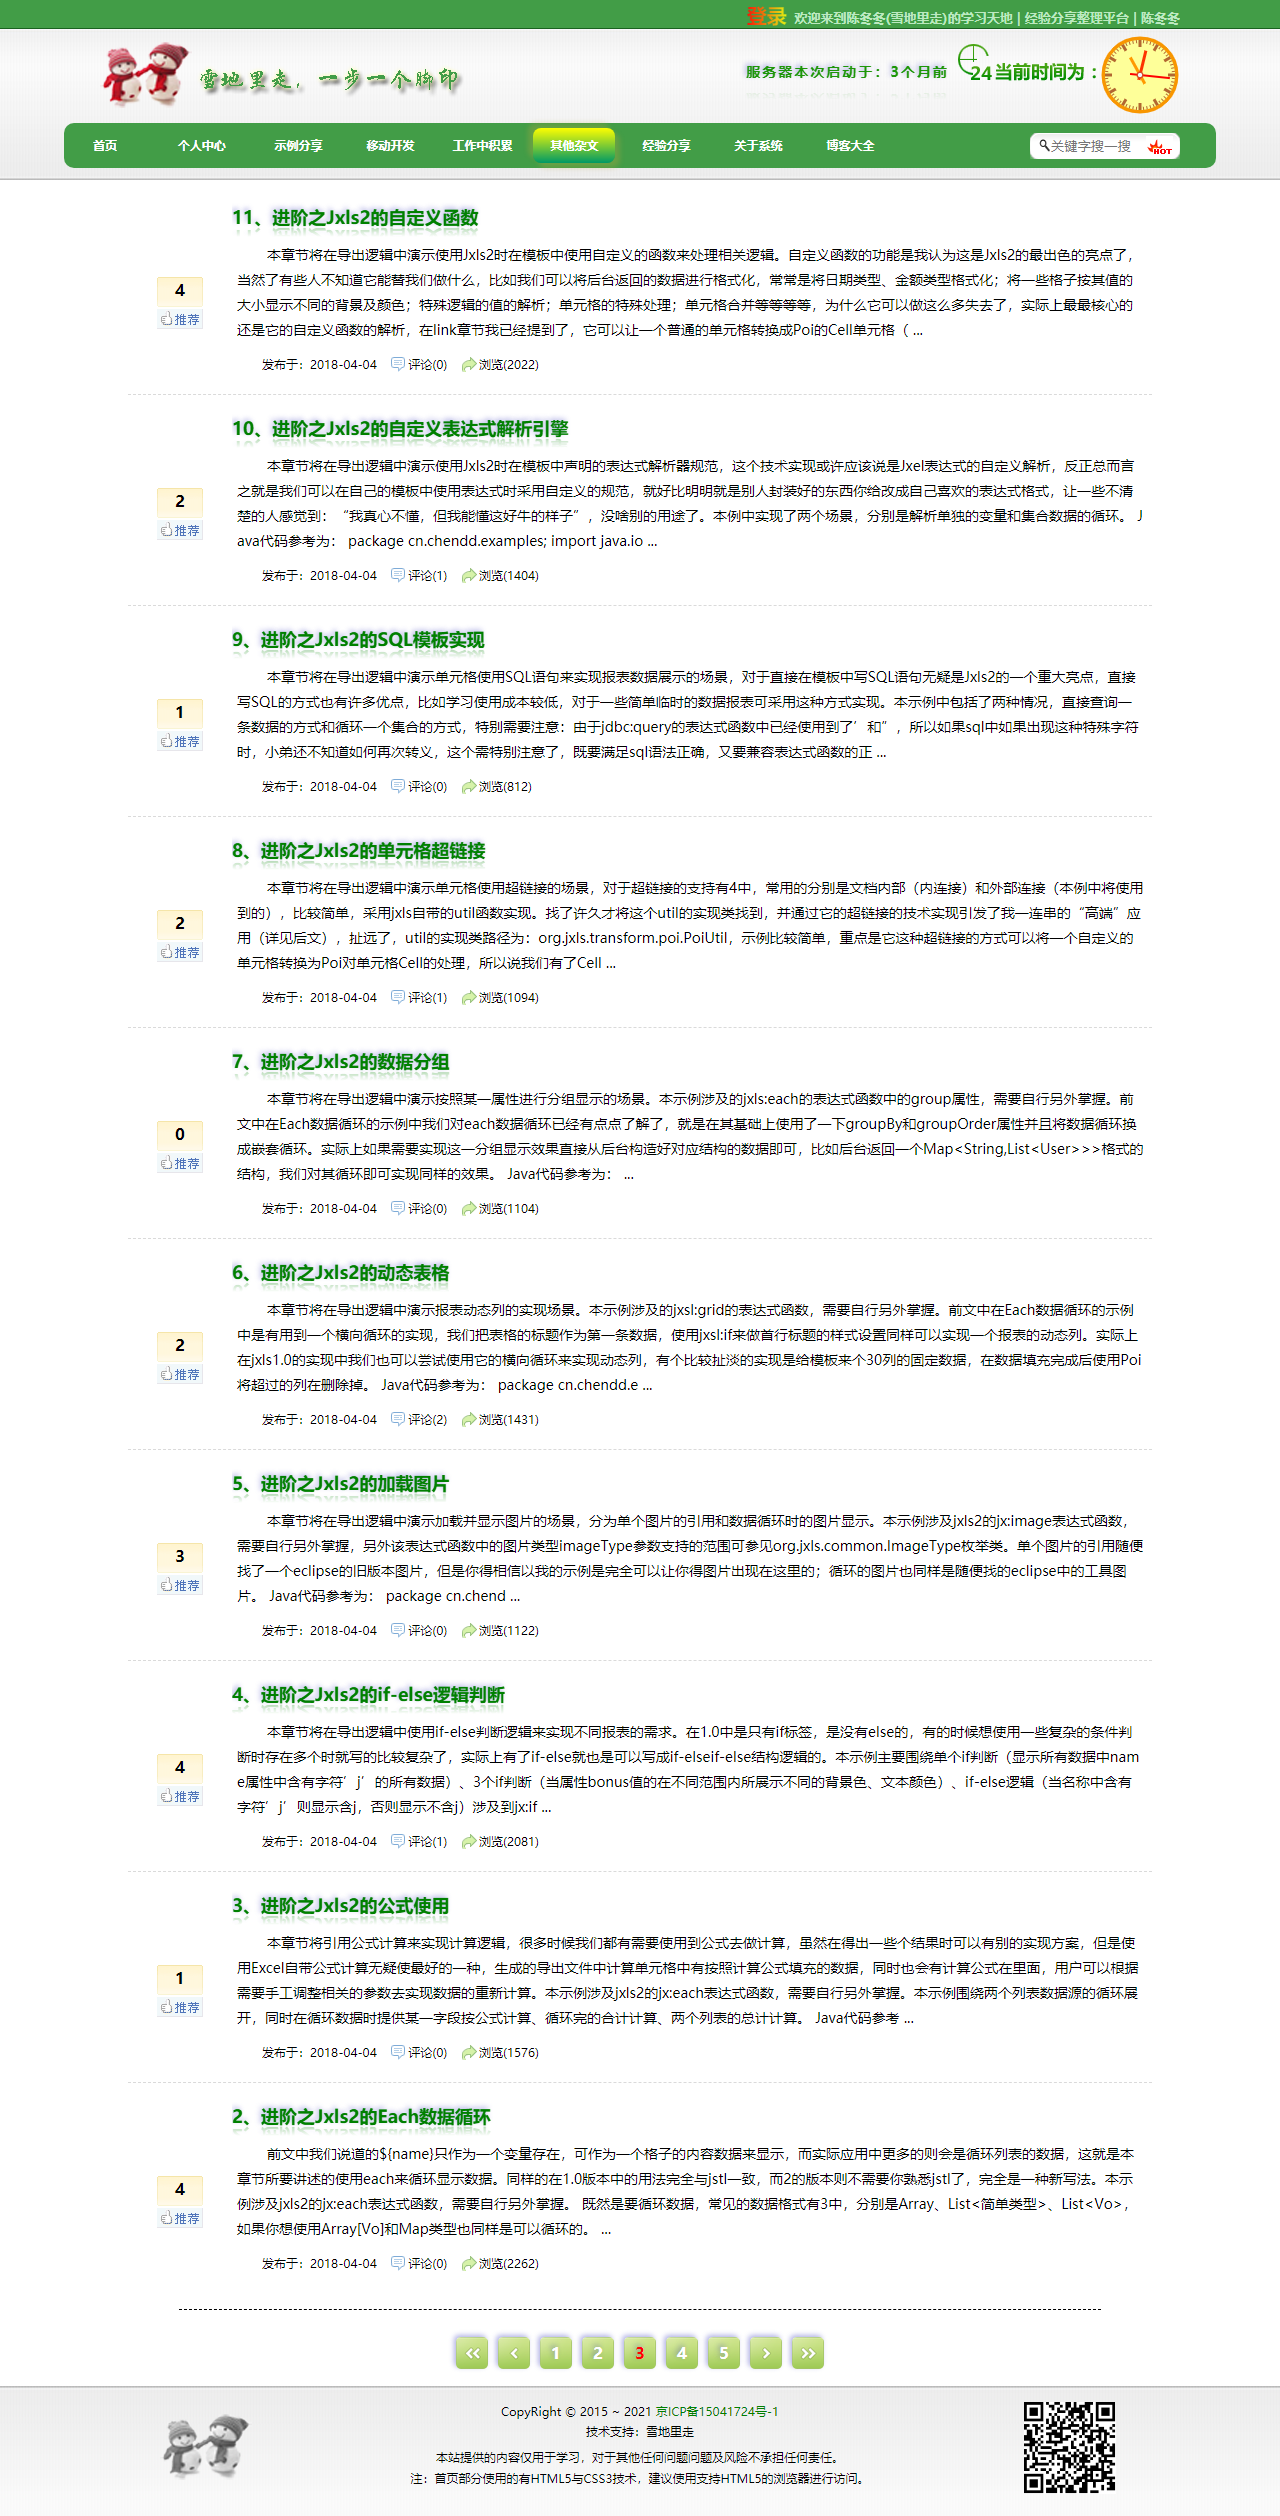 登录 欢迎来到陈冬冬(雪地里走)的学习天地 | 经验分享整理平台 | 陈冬冬
雪地里走，一步一个脚印
服务器本次启动于：3个月前 24 当前时间为：
首页 个人中心 示例分享 移动开发 工作中积累 其他杂文 经验分享 关于系统 博客大全 关键字搜一搜 HOT
11、进阶之Jxls2的自定义函数
本章节将在导出逻辑中演示使用Jxls2时在模板中使用自定义的函数来处理相关逻辑。自定义函数的功能是我认为这是Jxls2的最出色的亮点了，
当然了有些人不知道它能替我们做什么，比如我们可以将后台返回的数据进行格式化，常常是将日期类型、金额类型格式化；将一些格子按其值的
大小显示不同的背景及颜色；特殊逻辑的值的解析；单元格的特殊处理；单元格合并等等等等，为什么它可以做这么多失去了，实际上最最核心的
还是它的自定义函数的解析，在link章节我已经提到了，它可以让一个普通的单元格转换成Poi的Cell单元格（ ...
4
推荐
发布于：2018-04-04 评论(0) 浏览(2022)
10、进阶之Jxls2的自定义表达式解析引擎
本章节将在导出逻辑中演示使用Jxls2时在模板中声明的表达式解析器规范，这个技术实现或许应该说是Jxel表达式的自定义解析，反正总而言
之就是我们可以在自己的模板中使用表达式时采用自定义的规范，就好比明明就是别人封装好的东西你给改成自己喜欢的表达式格式，让一些不清
楚的人感觉到：“我真心不懂，但我能懂这好牛的样子”，没啥别的用途了。本例中实现了两个场景，分别是解析单独的变量和集合数据的循环。 J
ava代码参考为： package cn.chendd.examples; import java.io ...
2
推荐
发布于：2018-04-04 评论(1) 浏览(1404)
9、进阶之Jxls2的SQL模板实现
本章节将在导出逻辑中演示单元格使用SQL语句来实现报表数据展示的场景，对于直接在模板中写SQL语句无疑是Jxls2的一个重大亮点，直接
写SQL的方式也有许多优点，比如学习使用成本较低，对于一些简单临时的数据报表可采用这种方式实现。本示例中包括了两种情况，直接查询一
条数据的方式和循环一个集合的方式，特别需要注意：由于jdbc:query的表达式函数中已经使用到了’和”，所以如果sql中如果出现这种特殊字符
时，小弟还不知道如何再次转义，这个需特别注意了，既要满足sql语法正确，又要兼容表达式函数的正 ...
1
推荐
发布于：2018-04-04 评论(0) 浏览(812)
8、进阶之Jxls2的单元格超链接
本章节将在导出逻辑中演示单元格使用超链接的场景，对于超链接的支持有4中，常用的分别是文档内部（内连接）和外部连接（本例中将使用
到的），比较简单，采用jxls自带的util函数实现。找了许久才将这个util的实现类找到，并通过它的超链接的技术实现引发了我一连串的“高端”应
用（详见后文），扯远了，util的实现类路径为：org.jxls.transform.poi.PoiUtil，示例比较简单，重点是它这种超链接的方式可以将一个自定义的
单元格转换为Poi对单元格Cell的处理，所以说我们有了Cell ...
2
推荐
发布于：2018-04-04 评论(1) 浏览(1094)
7、进阶之Jxls2的数据分组
本章节将在导出逻辑中演示按照某一属性进行分组显示的场景。本示例涉及的jxls:each的表达式函数中的group属性，需要自行另外掌握。前
文中在Each数据循环的示例中我们对each数据循环已经有点点了解了，就是在其基础上使用了一下groupBy和groupOrder属性并且将数据循环换
成嵌套循环。实际上如果需要实现这一分组显示效果直接从后台构造好对应结构的数据即可，比如后台返回一个Map<String,List<User>>>格式的
结构，我们对其循环即可实现同样的效果。 Java代码参考为： ...
0
推荐
发布于：2018-04-04 评论(0) 浏览(1104)
6、进阶之Jxls2的动态表格
本章节将在导出逻辑中演示报表动态列的实现场景。本示例涉及的jxsl:grid的表达式函数，需要自行另外掌握。前文中在Each数据循环的示例
中是有用到一个横向循环的实现，我们把表格的标题作为第一条数据，使用jxsl:if来做首行标题的样式设置同样可以实现一个报表的动态列。实际上
在jxls1.0的实现中我们也可以尝试使用它的横向循环来实现动态列，有个比较扯淡的实现是给模板来个30列的固定数据，在数据填充完成后使用Poi
将超过的列在删除掉。 Java代码参考为： package cn.chendd.e ...
2
推荐
发布于：2018-04-04 评论(2) 浏览(1431)
5、进阶之Jxls2的加载图片
本章节将在导出逻辑中演示加载并显示图片的场景，分为单个图片的引用和数据循环时的图片显示。本示例涉及jxls2的jx:image表达式函数，
需要自行另外掌握，另外该表达式函数中的图片类型imageType参数支持的范围可参见org.jxls.common.ImageType枚举类。单个图片的引用随便
找了一个eclipse的旧版本图片，但是你得相信以我的示例是完全可以让你得图片出现在这里的；循环的图片也同样是随便找的eclipse中的工具图
片。 Java代码参考为： package cn.chend ...
3
推荐
发布于：2018-04-04 评论(0) 浏览(1122)
4、进阶之Jxls2的if-else逻辑判断
本章节将在导出逻辑中使用if-else判断逻辑来实现不同报表的需求。在1.0中是只有if标签，是没有else的，有的时候想使用一些复杂的条件判
断时存在多个时就写的比较复杂了，实际上有了if-else就也是可以写成if-elseif-else结构逻辑的。本示例主要围绕单个if判断（显示所有数据中nam
e属性中含有字符’j’的所有数据）、3个if判断（当属性bonus值的在不同范围内所展示不同的背景色、文本颜色）、if-else逻辑（当名称中含有
字符’j’则显示含j，否则显示不含j）涉及到jx:if ...
4
推荐
发布于：2018-04-04 评论(1) 浏览(2081)
3、进阶之Jxls2的公式使用
本章节将引用公式计算来实现计算逻辑，很多时候我们都有需要使用到公式去做计算，虽然在得出一些个结果时可以有别的实现方案，但是使
用Excel自带公式计算无疑使最好的一种，生成的导出文件中计算单元格中有按照计算公式填充的数据，同时也会有计算公式在里面，用户可以根据
需要手工调整相关的参数去实现数据的重新计算。本示例涉及jxls2的jx:each表达式函数，需要自行另外掌握。本示例围绕两个列表数据源的循环展
开，同时在循环数据时提供某一字段按公式计算、循环完的合计计算、两个列表的总计计算。 Java代码参考 ...
1
推荐
发布于：2018-04-04 评论(0) 浏览(1576)
2、进阶之Jxls2的Each数据循环
前文中我们说道的${name}只作为一个变量存在，可作为一个格子的内容数据来显示，而实际应用中更多的则会是循环列表的数据，这就是本
章节所要讲述的使用each来循环显示数据。同样的在1.0版本中的用法完全与jstl一致，而2的版本则不需要你熟悉jstl了，完全是一种新写法。本示
例涉及jxls2的jx:each表达式函数，需要自行另外掌握。 既然是要循环数据，常见的数据格式有3中，分别是Array、List<简单类型>、List<Vo>，
如果你想使用Array[Vo]和Map类型也同样是可以循环的。 ...
4
推荐
发布于：2018-04-04 评论(0) 浏览(2262)
<< < 1 2 3 4 5 > >>
CopyRight © 2015 ~ 2021 京ICP备15041724号-1
技术支持：雪地里走
本站提供的内容仅用于学习，对于其他任何问题问题及风险不承担任何责任。
注：首页部分使用的有HTML5与CSS3技术，建议使用支持HTML5的浏览器进行访问。